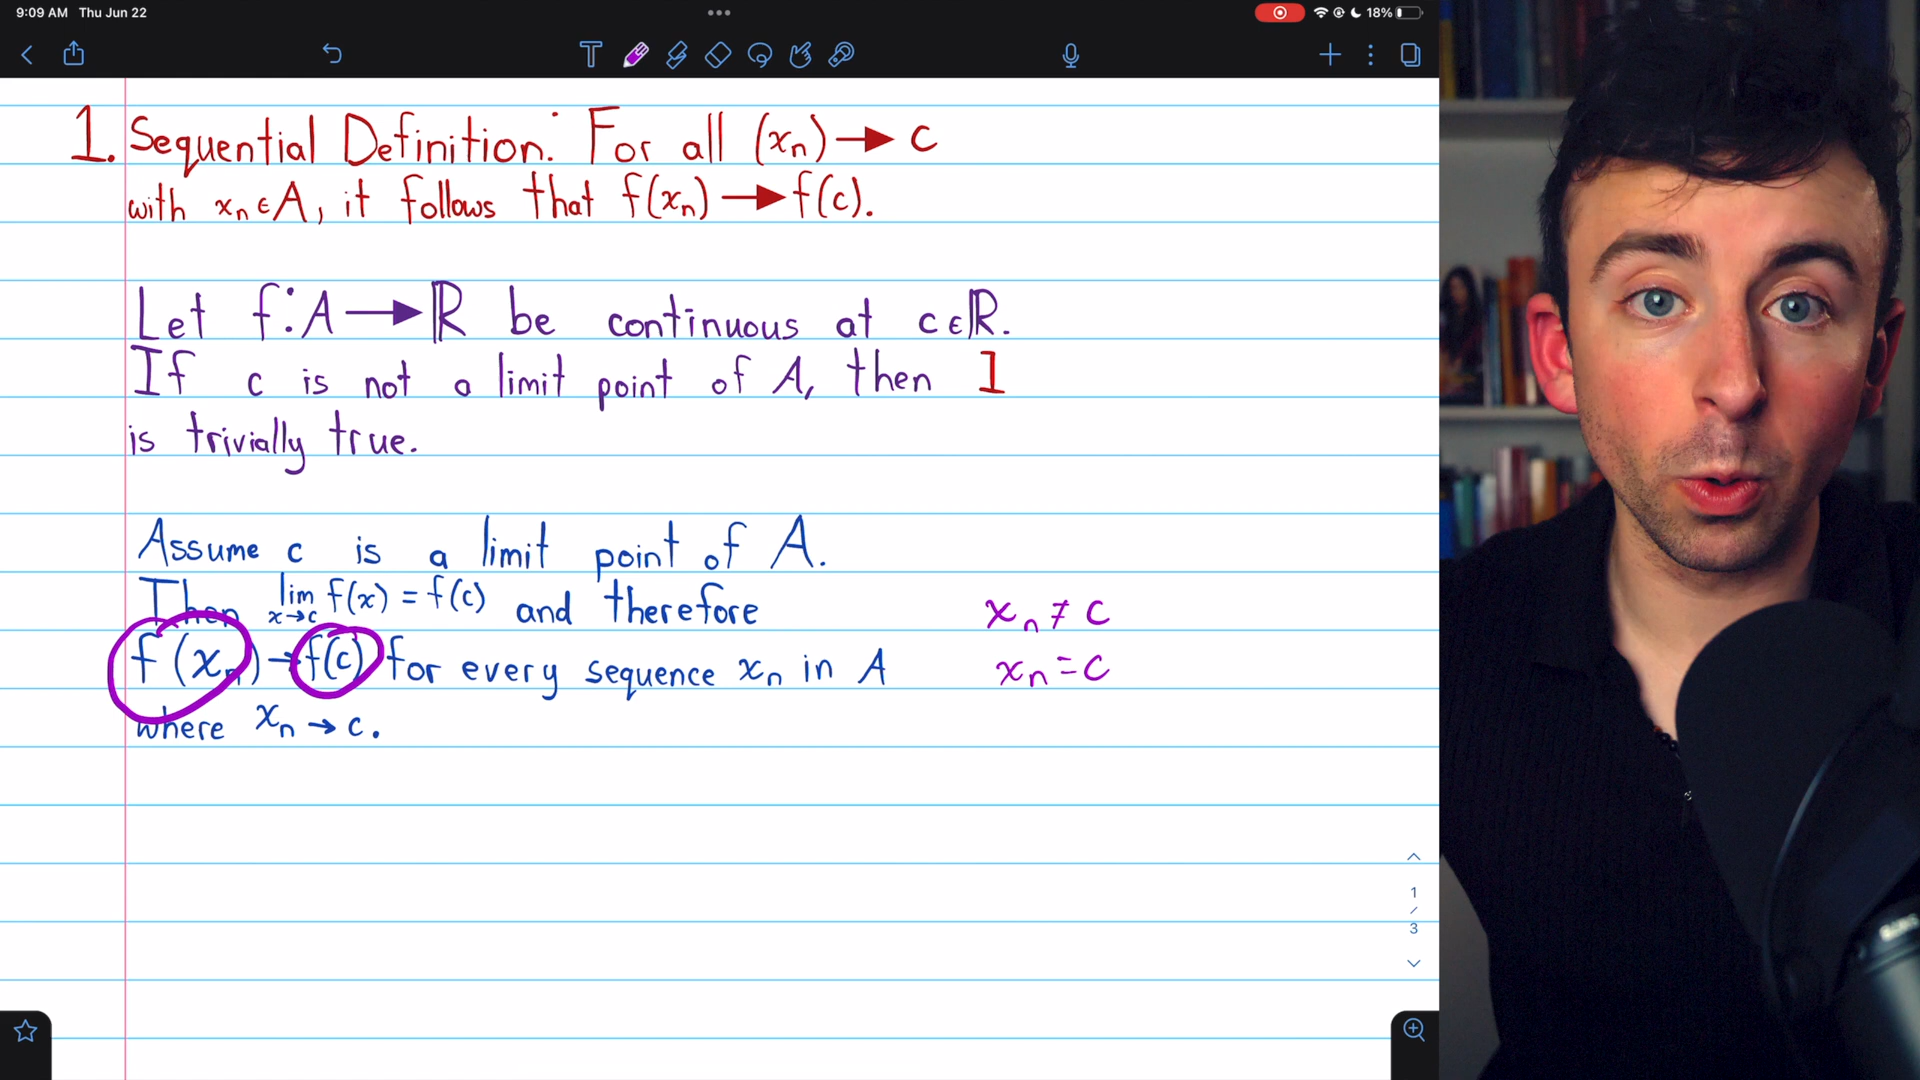 9:09 AM Thu Jun 22
18%
1. Sequential Definition: For all (xₙ) → c
with xₙ ∈ A, it follows that f(xₙ) → f(c).
Let f: A → ℝ be continuous at c ∈ ℝ.
If c is not a limit point of A, then 1
is trivially true.
Assume c is a limit point of A.
Then lim x→c f(x) = f(c) and therefore
xₙ ≠ c
f(xₙ) → f(c) for every sequence xₙ in A
xₙ = c
where xₙ → c.
1
/
3